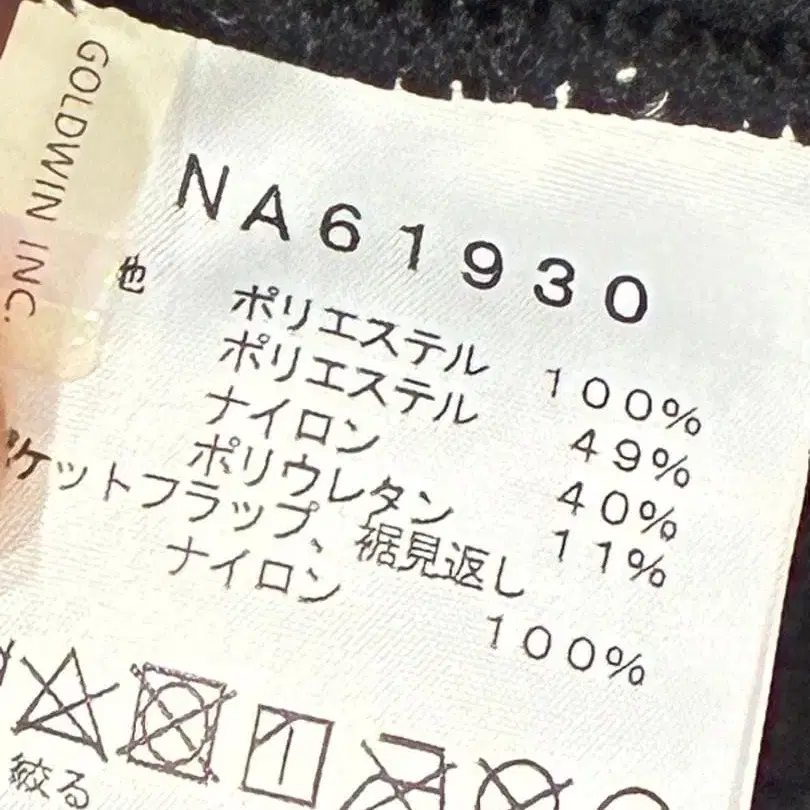 GOLDWIN INC.
NA61930
他
ポリエステル 100%
ポリエステル 49%
ナイロン 40%
ポリウレタン 11%
ケットフラップ、裾見返し
ナイロン 100%
絞る